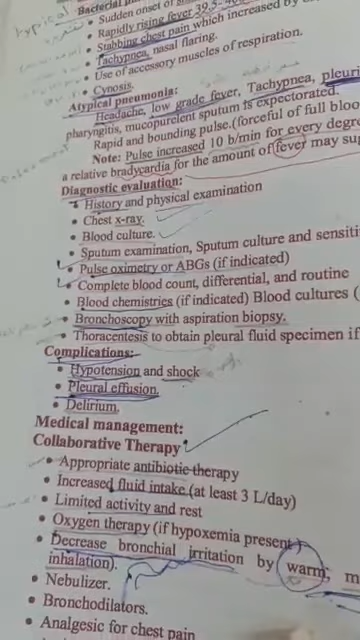 Bacterial
• Sudden onset of
• Rapidly rising fever 39.5-40
• Stabbing chest pain which increased by
• Tachypnea, nasal flaring.
• Use of accessory muscles of respiration.
• Cynosis.
Atypical pneumonia:
Headache, low grade fever, Tachypnea, pleuri
pharyngitis, mucopurelent sputum is expectorated.
Rapid and bounding pulse.(forceful of full blood
Note: Pulse increased 10 b/min for every degre
a relative bradycardia for the amount of fever may sup
Diagnostic evaluation:
• History and physical examination
• Chest x-ray.
• Blood culture.
• Sputum examination, Sputum culture and sensiti
• Pulse oximetry or ABGs (if indicated)
• Complete blood count, differential, and routine
• Blood chemistries (if indicated) Blood cultures (
• Bronchoscopy with aspiration biopsy.
• Thoracentesis to obtain pleural fluid specimen if
Complications:
• Hypotension and shock
• Pleural effusion.
• Delirium.
Medical management:
Collaborative Therapy
• Appropriate antibiotic therapy
• Increased fluid intake (at least 3 L/day)
• Limited activity and rest
• Oxygen therapy (if hypoxemia present)
• Decrease bronchial irritation by warm, m
inhalation).
• Nebulizer.
• Bronchodilators.
• Analgesic for chest pain